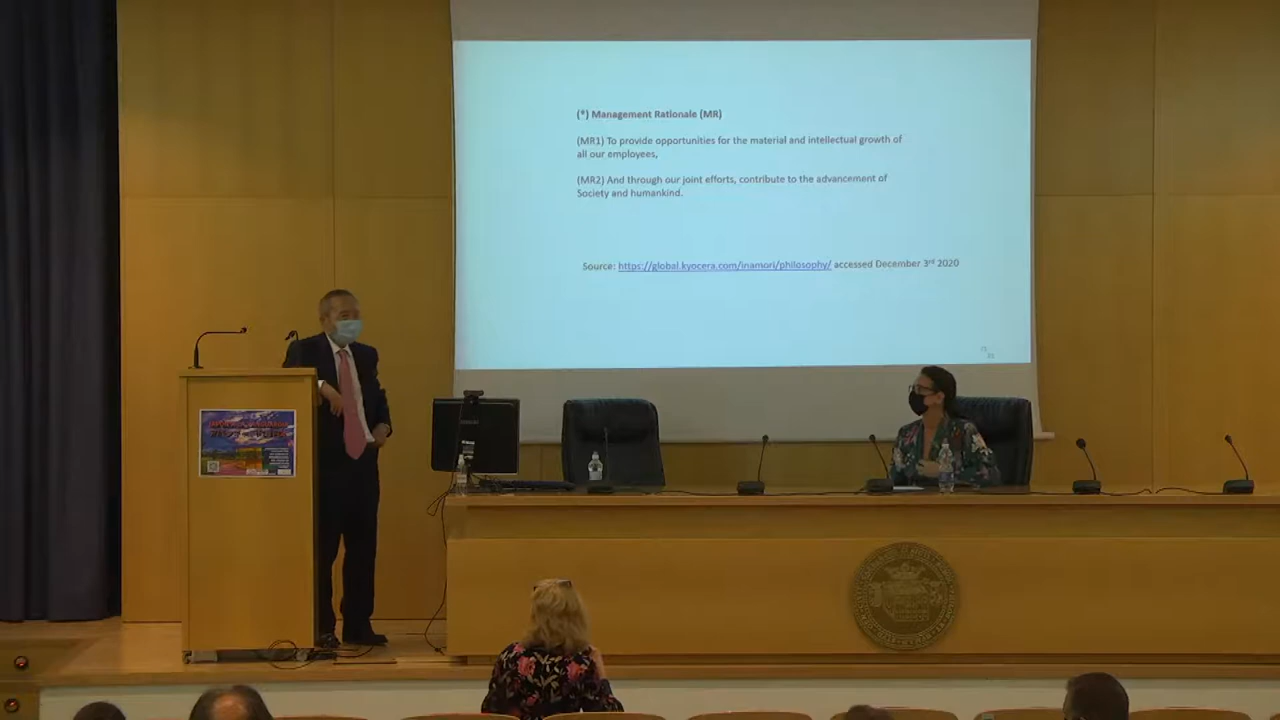 (*) Management Rationale (MR)
(MR1) To provide opportunities for the material and intellectual growth of
all our employees,
(MR2) And through our joint efforts, contribute to the advancement of
Society and humankind.
Source: https://global.kyocera.com/inamori/philosophy/ accessed December 3rd 2020